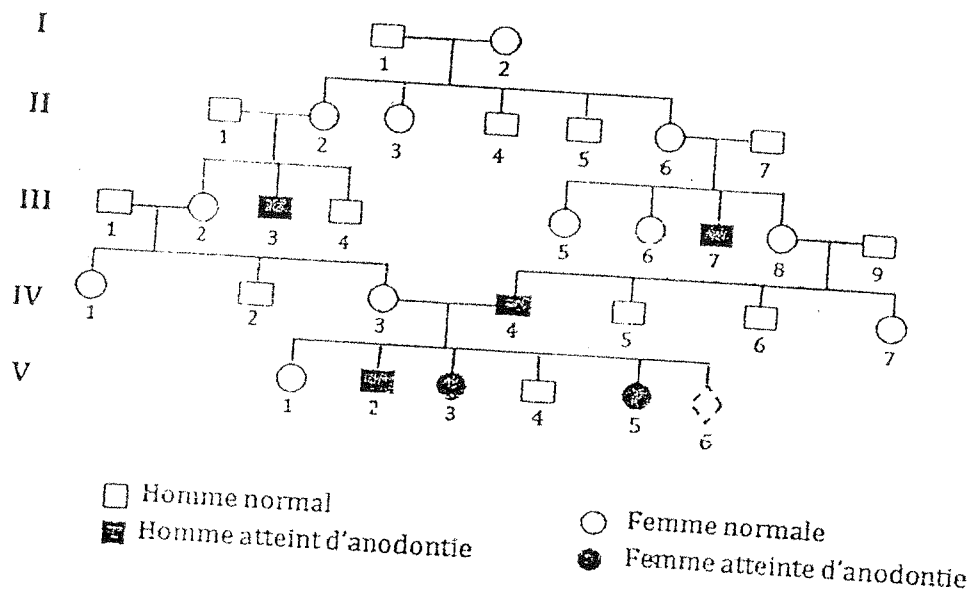 I
1 2
II
1 2 3 4 5 6 7
III
1 2 3 4 5 6 7 8 9
IV
1 2 3 4 5 6 7
V
1 2 3 4 5 6
Homme normal
Homme atteint d'anodontie
Femme normale
Femme atteinte d'anodontie